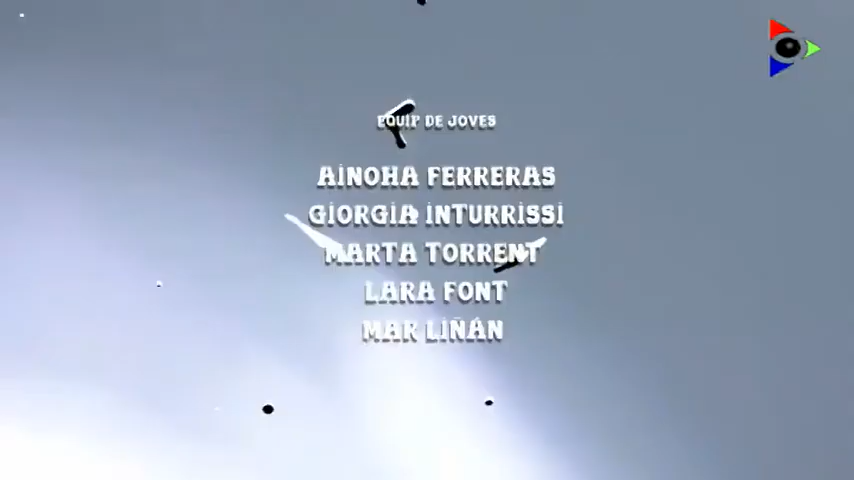 EQUIP DE JOVES
AINOHA FERRERAS
GIORGIA INTURRISSI
MARTA TORRENT
LARA FONT
MAR LIÑÁN